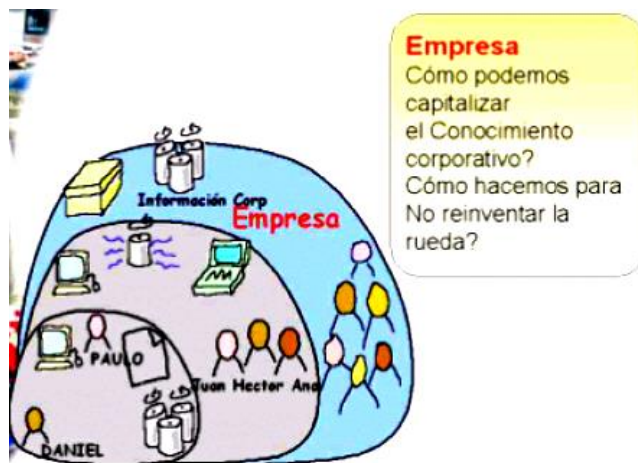 Empresa
Cómo podemos
capitalizar
el Conocimiento
corporativo?
Cómo hacemos para
No reinventar la
rueda?
Información Corp
Empresa
PAULO
Juan Hector Ana
DANIEL